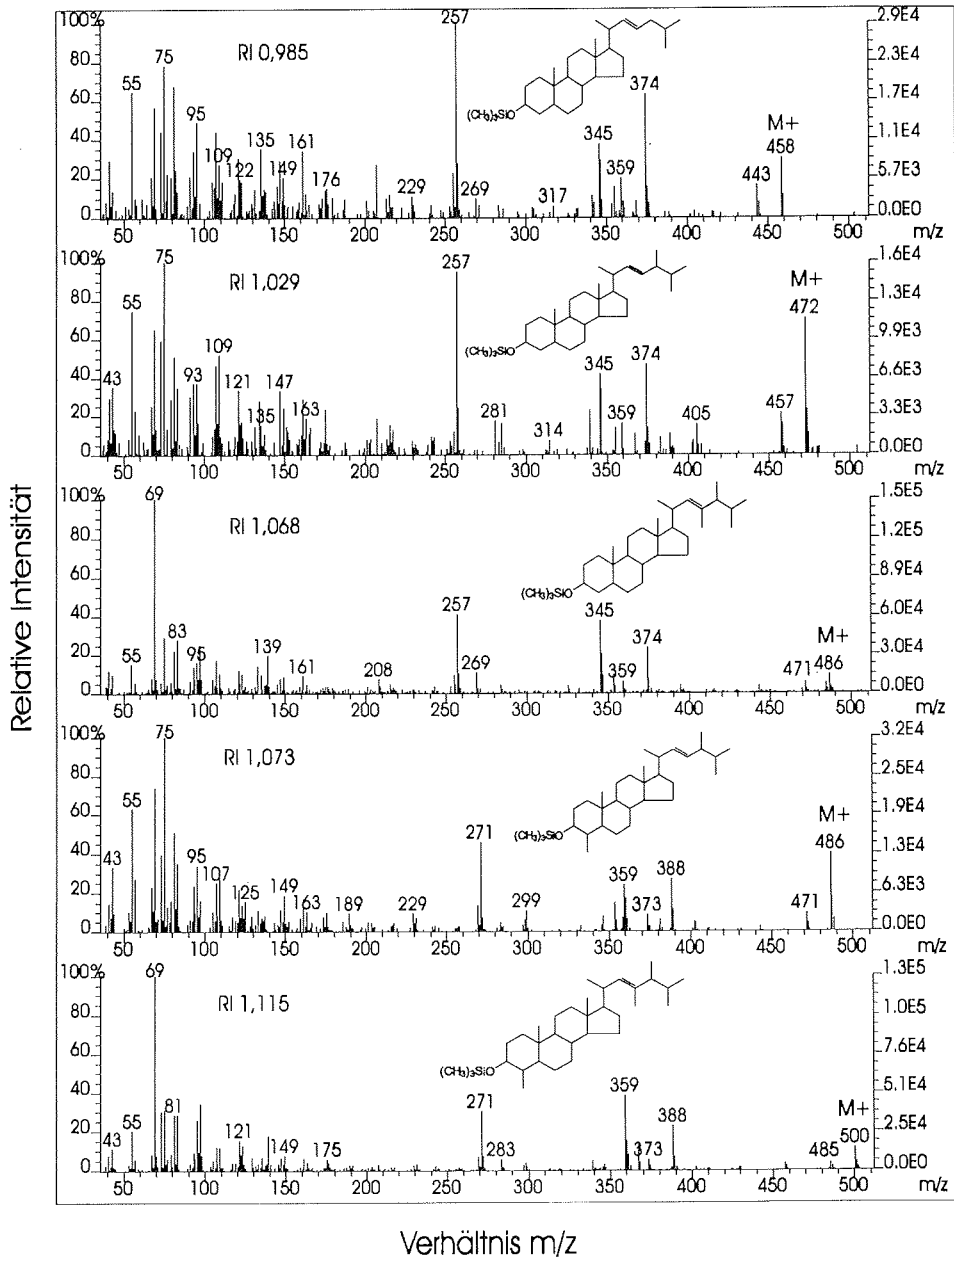 Relative Intensität
100% 80 60 40 20 0
RI 0,985
55 75 95 109 122 135 149 161 176 229 257 269 317 345 359 374 443 458
M+
(CH₃)₃SiO
2.9E4 2.3E4 1.7E4 1.1E4 5.7E3 0.0E0
50 100 150 200 250 300 350 400 450 500 m/z
100% 80 60 40 20 0
RI 1,029
43 55 75 93 109 121 135 147 163 257 281 314 345 359 374 405 457 472
M+
(CH₃)₃SiO
1.6E4 1.3E4 9.9E3 6.6E3 3.3E3 0.0E0
50 100 150 200 250 300 350 400 450 500 m/z
100% 80 60 40 20 0
RI 1,068
55 69 83 95 139 161 208 257 269 345 359 374 471 486
M+
(CH₃)₃SiO
1.5E5 1.2E5 8.9E4 6.0E4 3.0E4 0.0E0
50 100 150 200 250 300 350 400 450 500 m/z
100% 80 60 40 20 0
RI 1,073
43 55 75 95 107 125 149 163 189 229 271 299 359 373 388 471 486
M+
(CH₃)₃SiO
3.2E4 2.5E4 1.9E4 1.3E4 6.3E3 0.0E0
50 100 150 200 250 300 350 400 450 500 m/z
100% 80 60 40 20 0
RI 1,115
43 55 69 81 121 149 175 271 283 359 373 388 485 500
M+
(CH₃)₃SiO
1.3E5 1.0E5 7.6E4 5.1E4 2.5E4 0.0E0
50 100 150 200 250 300 350 400 450 500 m/z
Verhältnis m/z